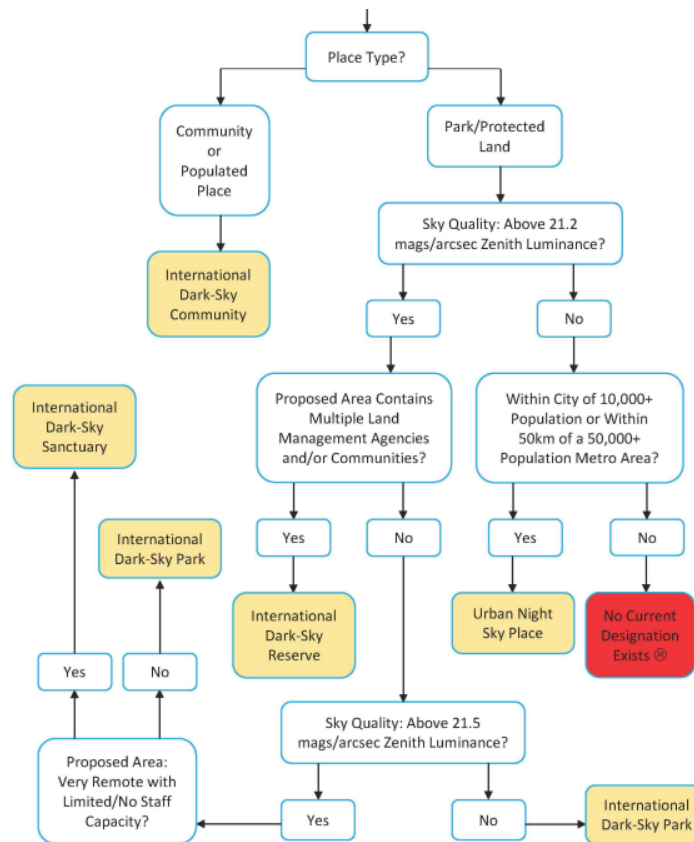 Place Type?
Community
or
Populated
Place
Park/Protected
Land
International
Dark-Sky
Community
Sky Quality: Above 21.2
mags/arcsec Zenith Luminance?
Yes
No
Proposed Area Contains
Multiple Land
Management Agencies
and/or Communities?
Within City of 10,000+
Population or Within
50km of a 50,000+
Population Metro Area?
International
Dark-Sky
Sanctuary
International
Dark-Sky Park
Yes
No
Yes
No
International
Dark-Sky
Reserve
Urban Night
Sky Place
No Current
Designation
Exists ☹
Yes
No
Sky Quality: Above 21.5
mags/arcsec Zenith Luminance?
Proposed Area:
Very Remote with
Limited/No Staff
Capacity?
Yes
No
International
Dark-Sky Park